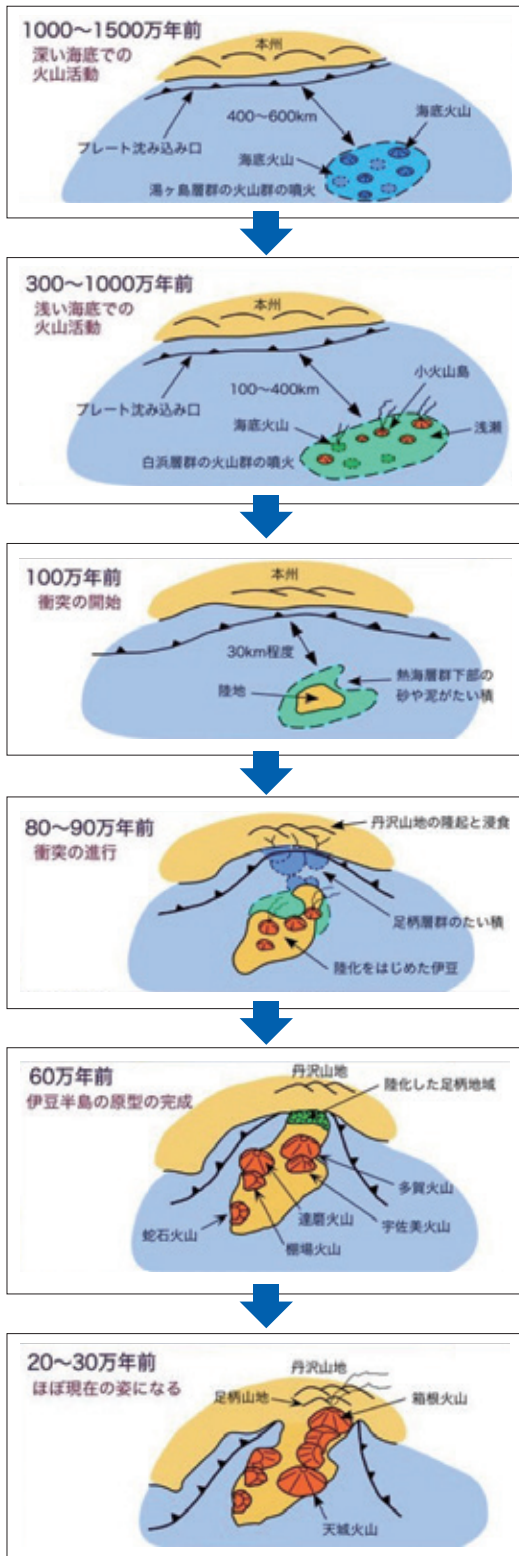 1000〜1500万年前
深い海底での
火山活動
本州
400〜600km
海底火山
プレート沈み込み口
海底火山
湯ヶ島層群の火山群の噴火
300〜1000万年前
浅い海底での
火山活動
本州
小火山島
100〜400km
プレート沈み込み口
海底火山
浅瀬
白浜層群の火山群の噴火
100万年前
衝突の開始
本州
30km程度
陸地
熱海層群下部の
砂や泥がたい積
80〜90万年前
衝突の進行
丹沢山地の隆起と浸食
足柄層群のたい積
陸化をはじめた伊豆
60万年前
伊豆半島の原型の完成
丹沢山地
陸化した足柄地域
多賀火山
達磨火山
宇佐美火山
蛇石火山
棚場火山
20〜30万年前
ほぼ現在の姿になる
丹沢山地
足柄山地
箱根火山
天城火山